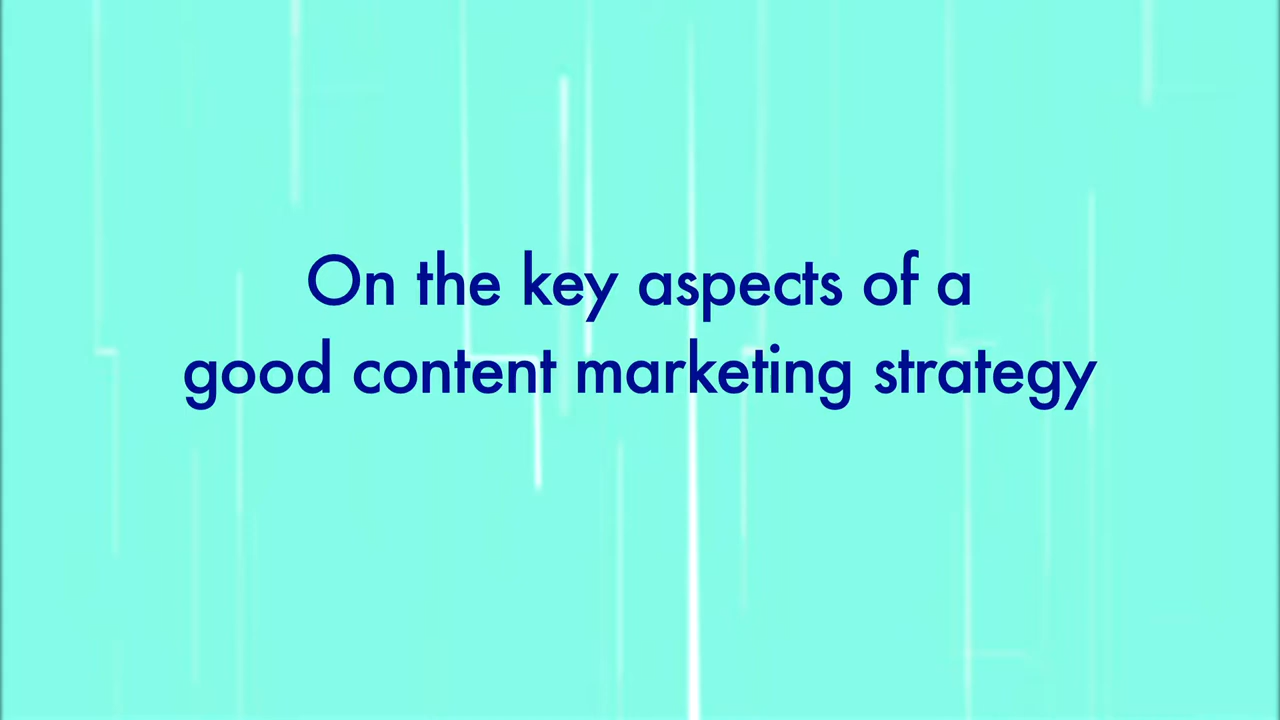 On the key aspects of a
good content marketing strategy